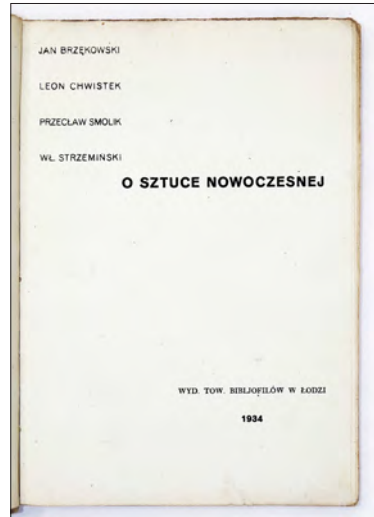 JAN BRZĘKOWSKI
LEON CHWISTEK
PRZECŁAW SMOLIK
WŁ. STRZEMIŃSKI
O SZTUCE NOWOCZESNEJ
WYD. TOW. BIBLJOFILÓW W ŁODZI
1934